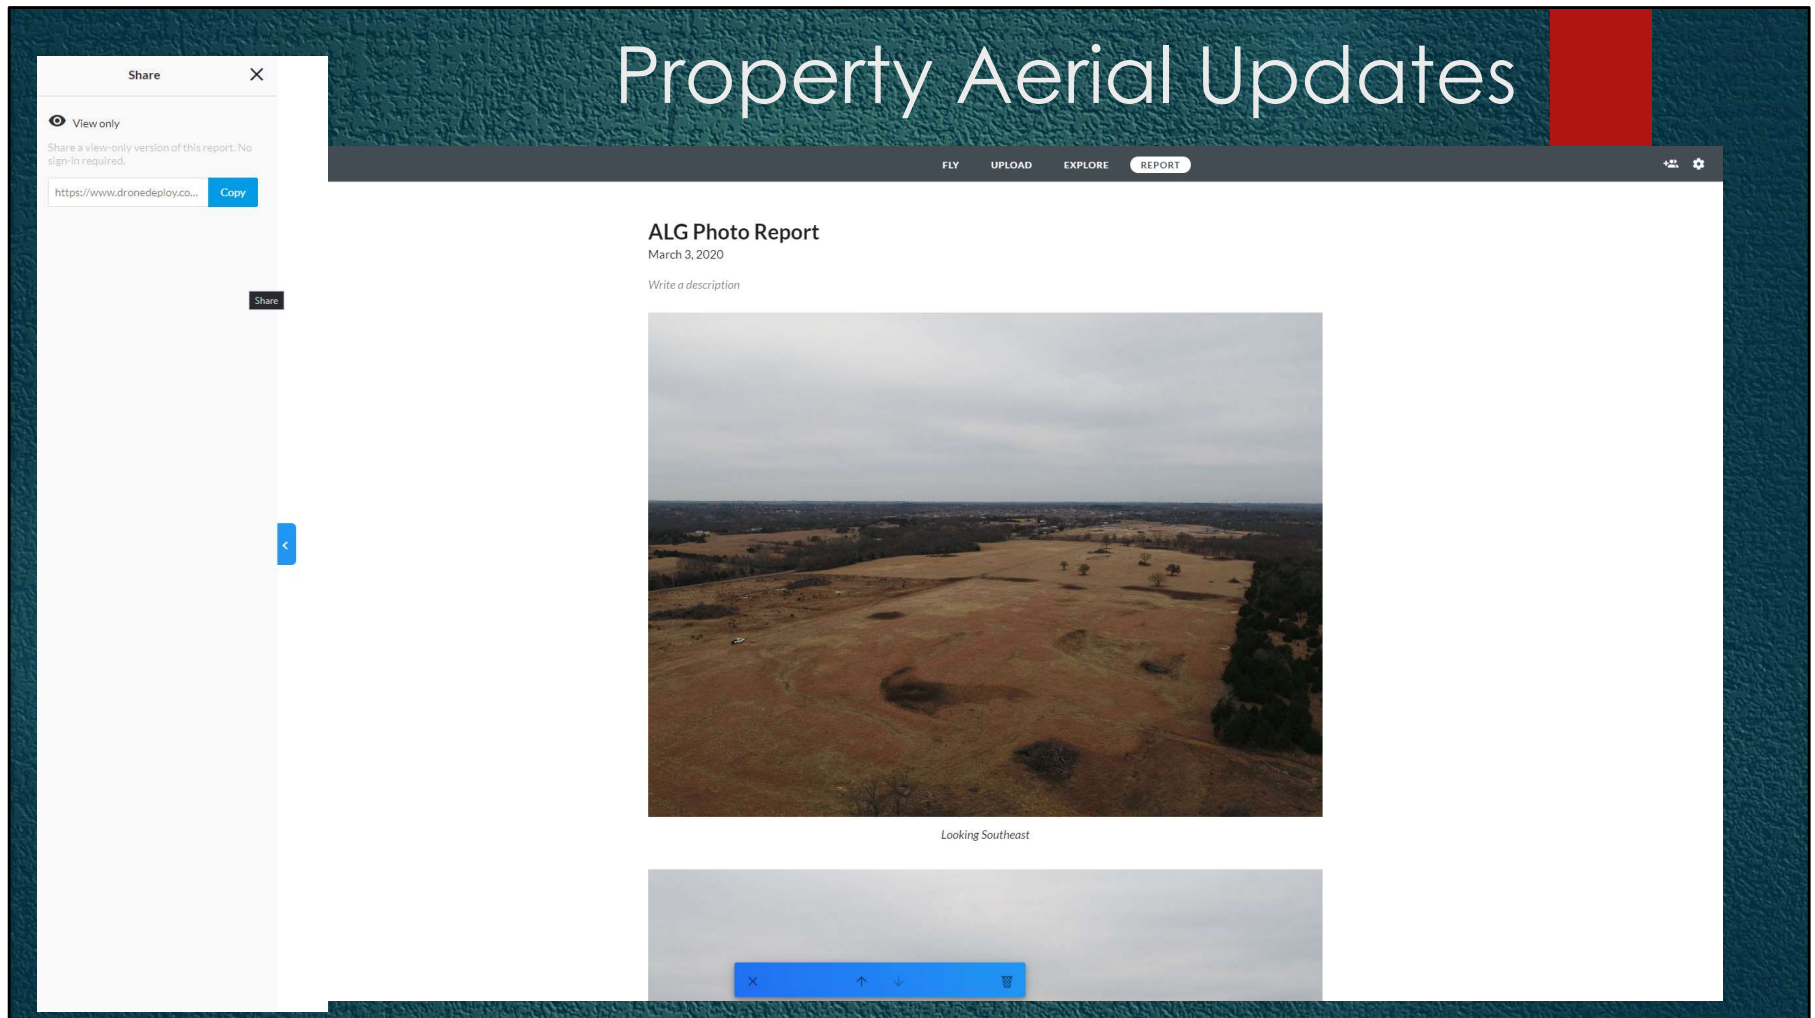 Property Aerial Updates
Share
View only
Share a view-only version of this report. No
sign-in required.
https://www.dronedeploy.co...
Copy
Share
FLY
UPLOAD
EXPLORE
REPORT
ALG Photo Report
March 3, 2020
Write a description
Looking Southeast